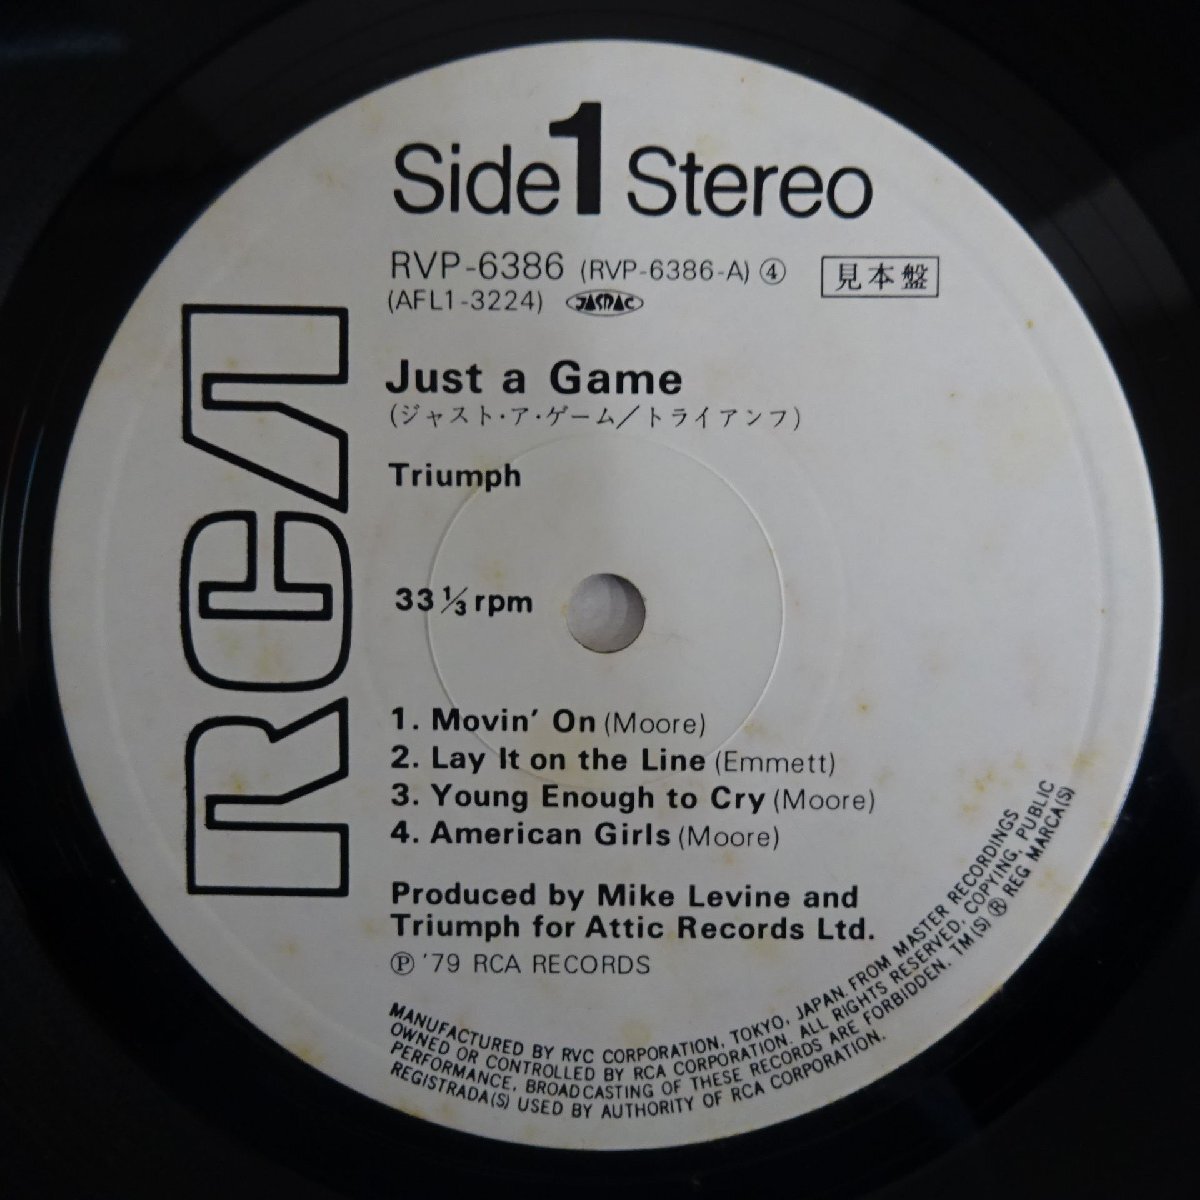 Side 1 Stereo
RVP-6386 (RVP-6386-A) ④ 見本盤
(AFL1-3224) JASRAC
Just a Game
(ジャスト・ア・ゲーム/トライアンフ)
Triumph
33 1/3 rpm
RCA
1. Movin' On (Moore)
2. Lay It on the Line (Emmett)
3. Young Enough to Cry (Moore)
4. American Girls (Moore)
Produced by Mike Levine and
Triumph for Attic Records Ltd.
Ⓟ '79 RCA RECORDS
MANUFACTURED BY RVC CORPORATION, TOKYO, JAPAN FROM MASTER RECORDINGS
OWNED OR CONTROLLED BY RCA CORPORATION. ALL RIGHTS RESERVED. COPYING, PUBLIC
PERFORMANCE, BROADCASTING OF THESE RECORDS ARE FORBIDDEN. TM(S) ® REG MARCA(S)
REGISTRADA(S) USED BY AUTHORITY OF RCA CORPORATION.